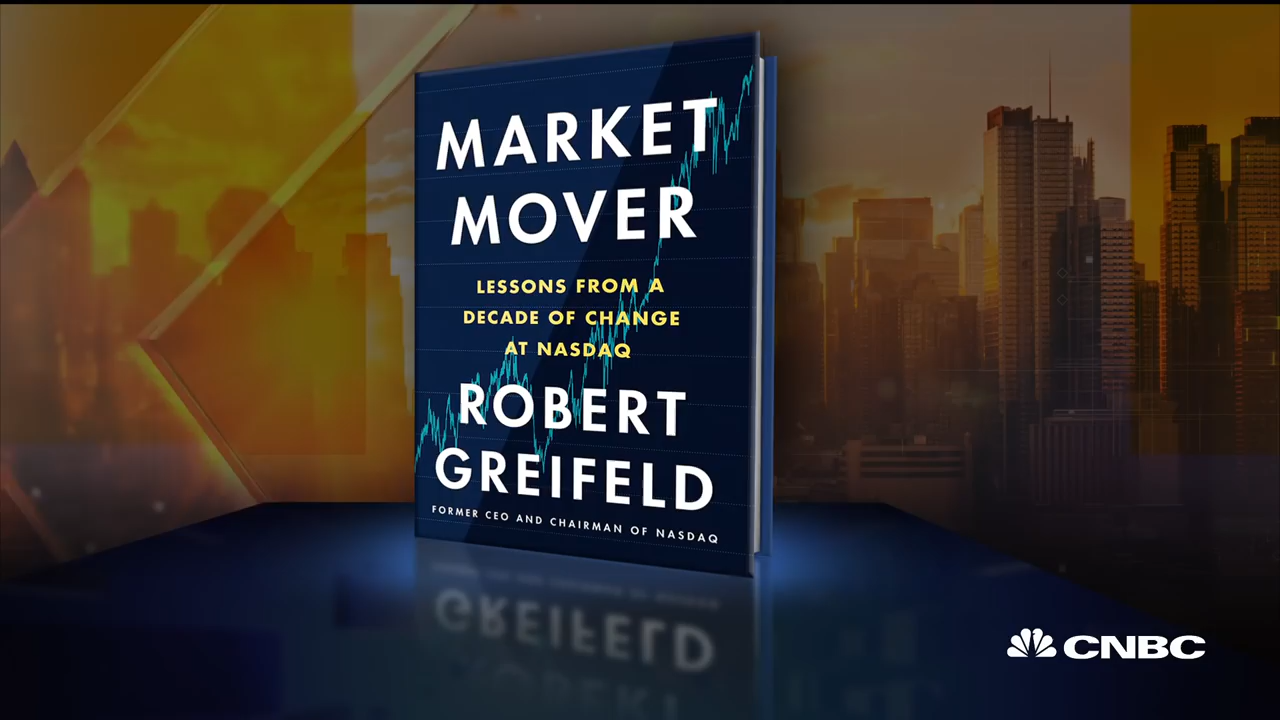 MARKET
MOVER
LESSONS FROM A
DECADE OF CHANGE
AT NASDAQ
ROBERT
GREIFELD
FORMER CEO AND CHAIRMAN OF NASDAQ
CNBC